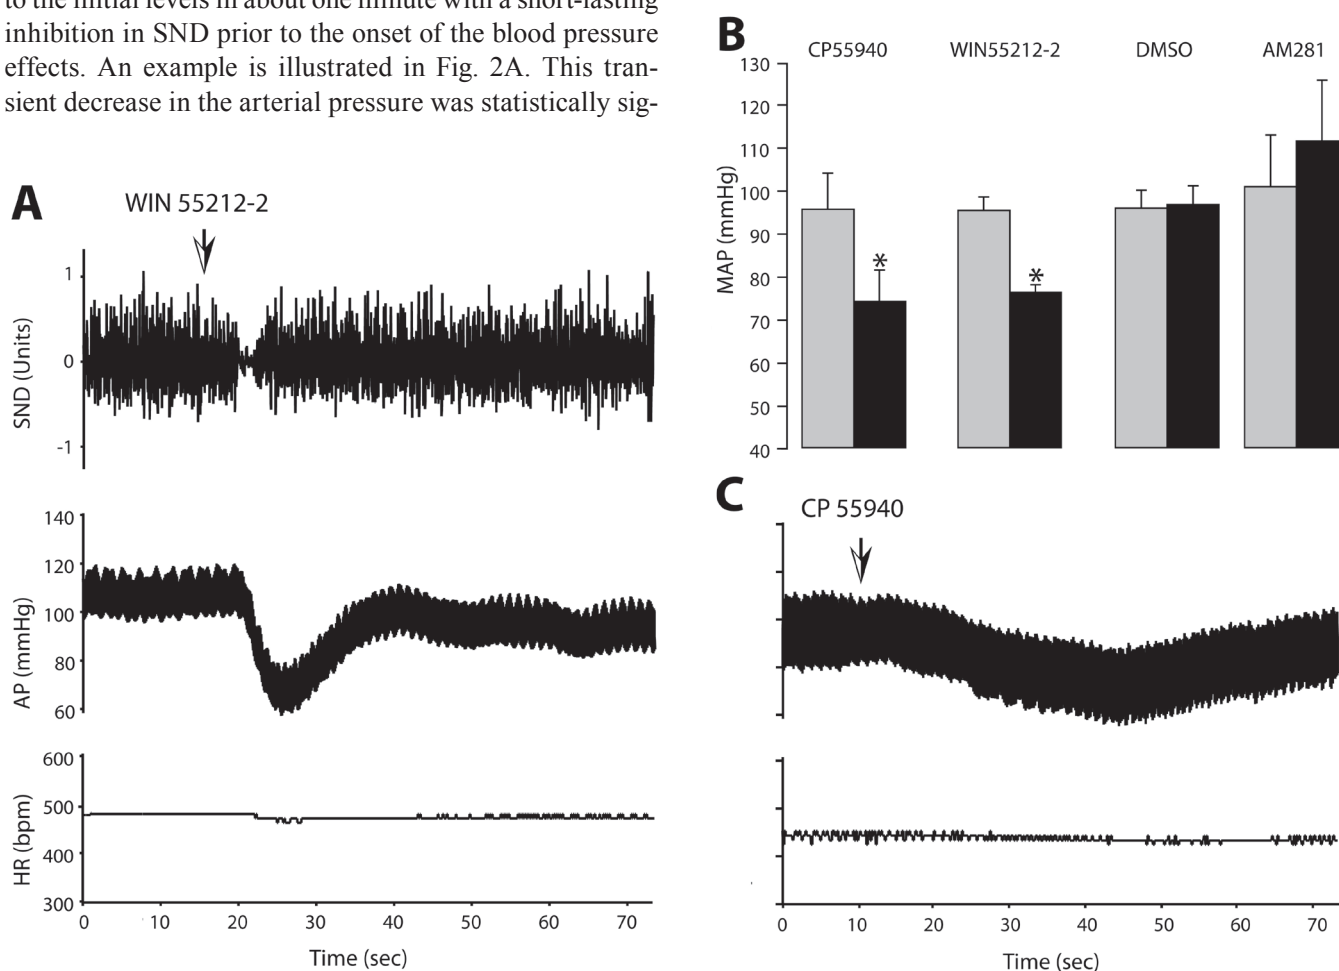 to the initial levels in about one minute with a short-lasting
inhibition in SND prior to the onset of the blood pressure
effects. An example is illustrated in Fig. 2A. This tran-
sient decrease in the arterial pressure was statistically sig-
A
WIN 55212-2
1
0
-1
SND (Units)
140
120
100
80
60
AP (mmHg)
600
500
400
300
HR (bpm)
0 10 20 30 40 50 60 70
Time (sec)
B
CP55940 WIN55212-2 DMSO AM281
130
120
110
100
90
80
70
60
50
40
MAP (mmHg)
* *
C
CP 55940
0 10 20 30 40 50 60 70
Time (sec)